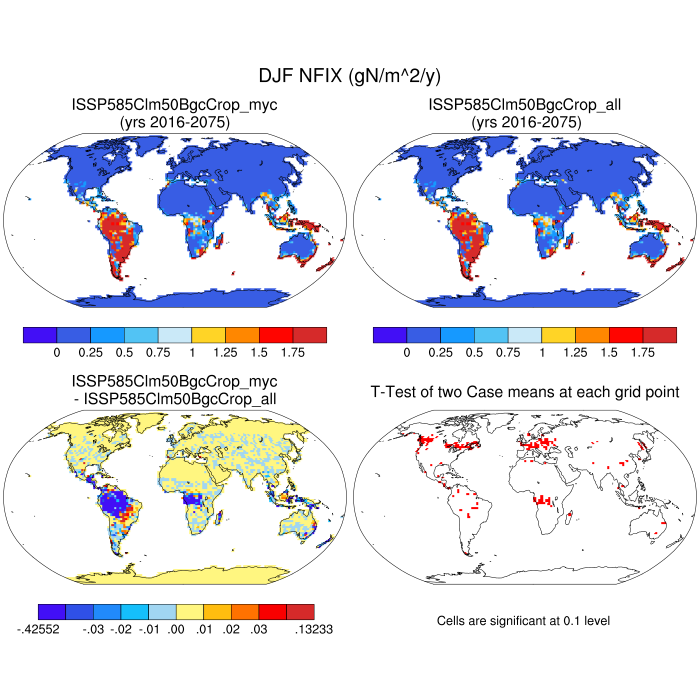 DJF NFIX (gN/m^2/y)
ISSP585Clm50BgcCrop_myc
(yrs 2016-2075)
ISSP585Clm50BgcCrop_all
(yrs 2016-2075)
0 0.25 0.5 0.75 1 1.25 1.5 1.75
0 0.25 0.5 0.75 1 1.25 1.5 1.75
ISSP585Clm50BgcCrop_myc
- ISSP585Clm50BgcCrop_all
T-Test of two Case means at each grid point
-.42552 -.03 -.02 -.01 .00 .01 .02 .03 .13233
Cells are significant at 0.1 level